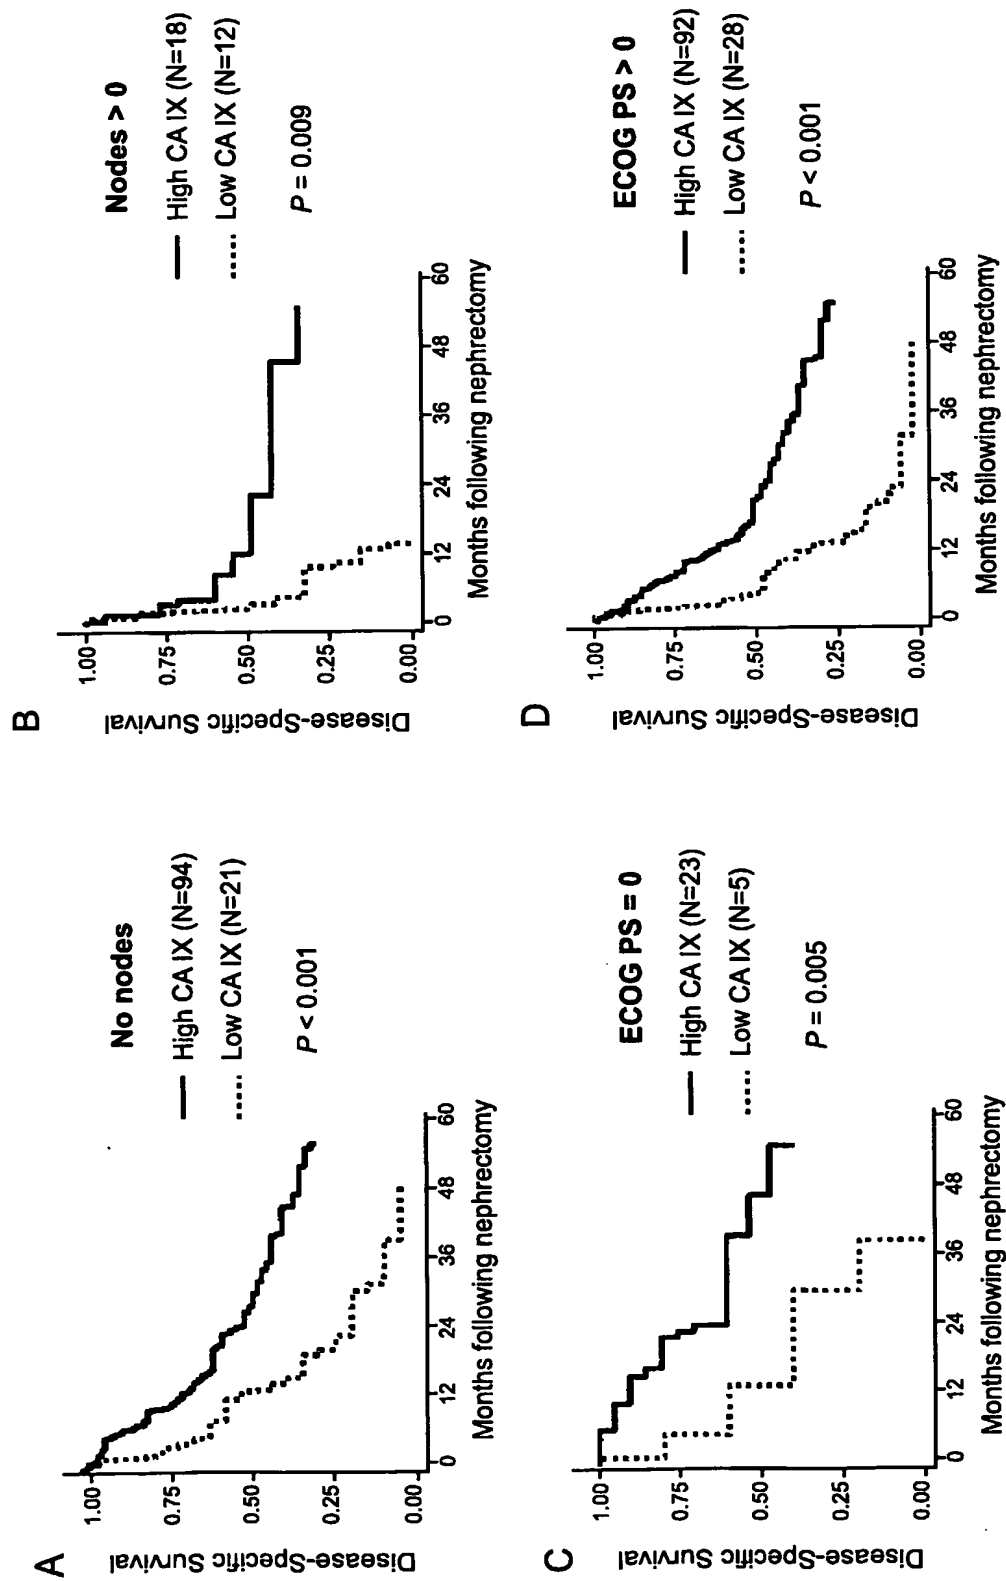 A
No nodes
High CA IX (N=94)
Low CA IX (N=21)
P < 0.001
Disease-Specific Survival
1.00
0.75
0.50
0.25
0.00
0 12 24 36 48 60
Months following nephrectomy
B
Nodes > 0
High CA IX (N=18)
Low CA IX (N=12)
P = 0.009
Disease-Specific Survival
1.00
0.75
0.50
0.25
0.00
0 12 24 36 48 60
Months following nephrectomy
C
ECOG PS = 0
High CA IX (N=23)
Low CA IX (N=5)
P = 0.005
Disease-Specific Survival
1.00
0.75
0.50
0.25
0.00
0 12 24 36 48 60
Months following nephrectomy
D
ECOG PS > 0
High CA IX (N=92)
Low CA IX (N=28)
P < 0.001
Disease-Specific Survival
1.00
0.75
0.50
0.25
0.00
0 12 24 36 48 60
Months following nephrectomy